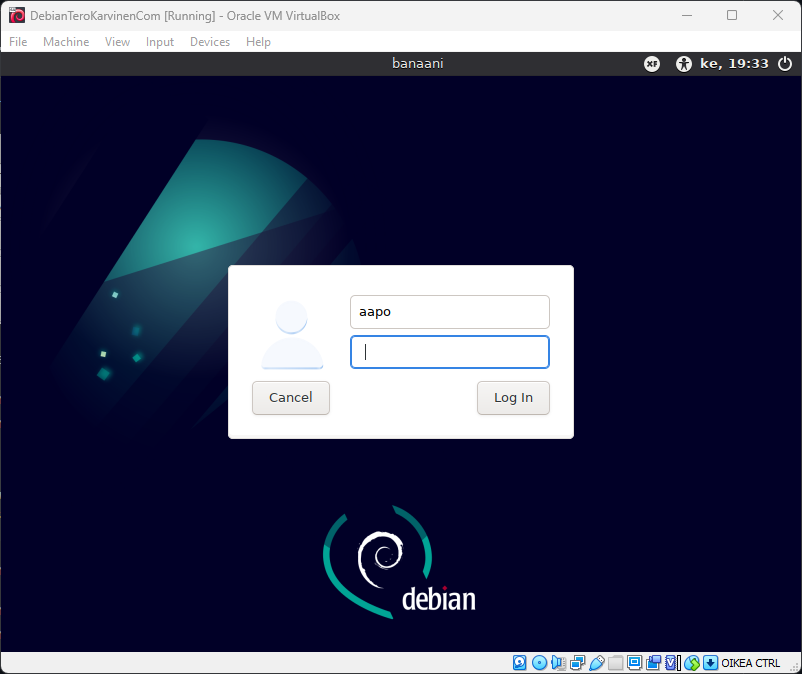 DebianTeroKarvinenCom [Running] - Oracle VM VirtualBox
File Machine View Input Devices Help
banaani XF ke, 19:33
aapo
Cancel Log In
debian
OIKEA CTRL